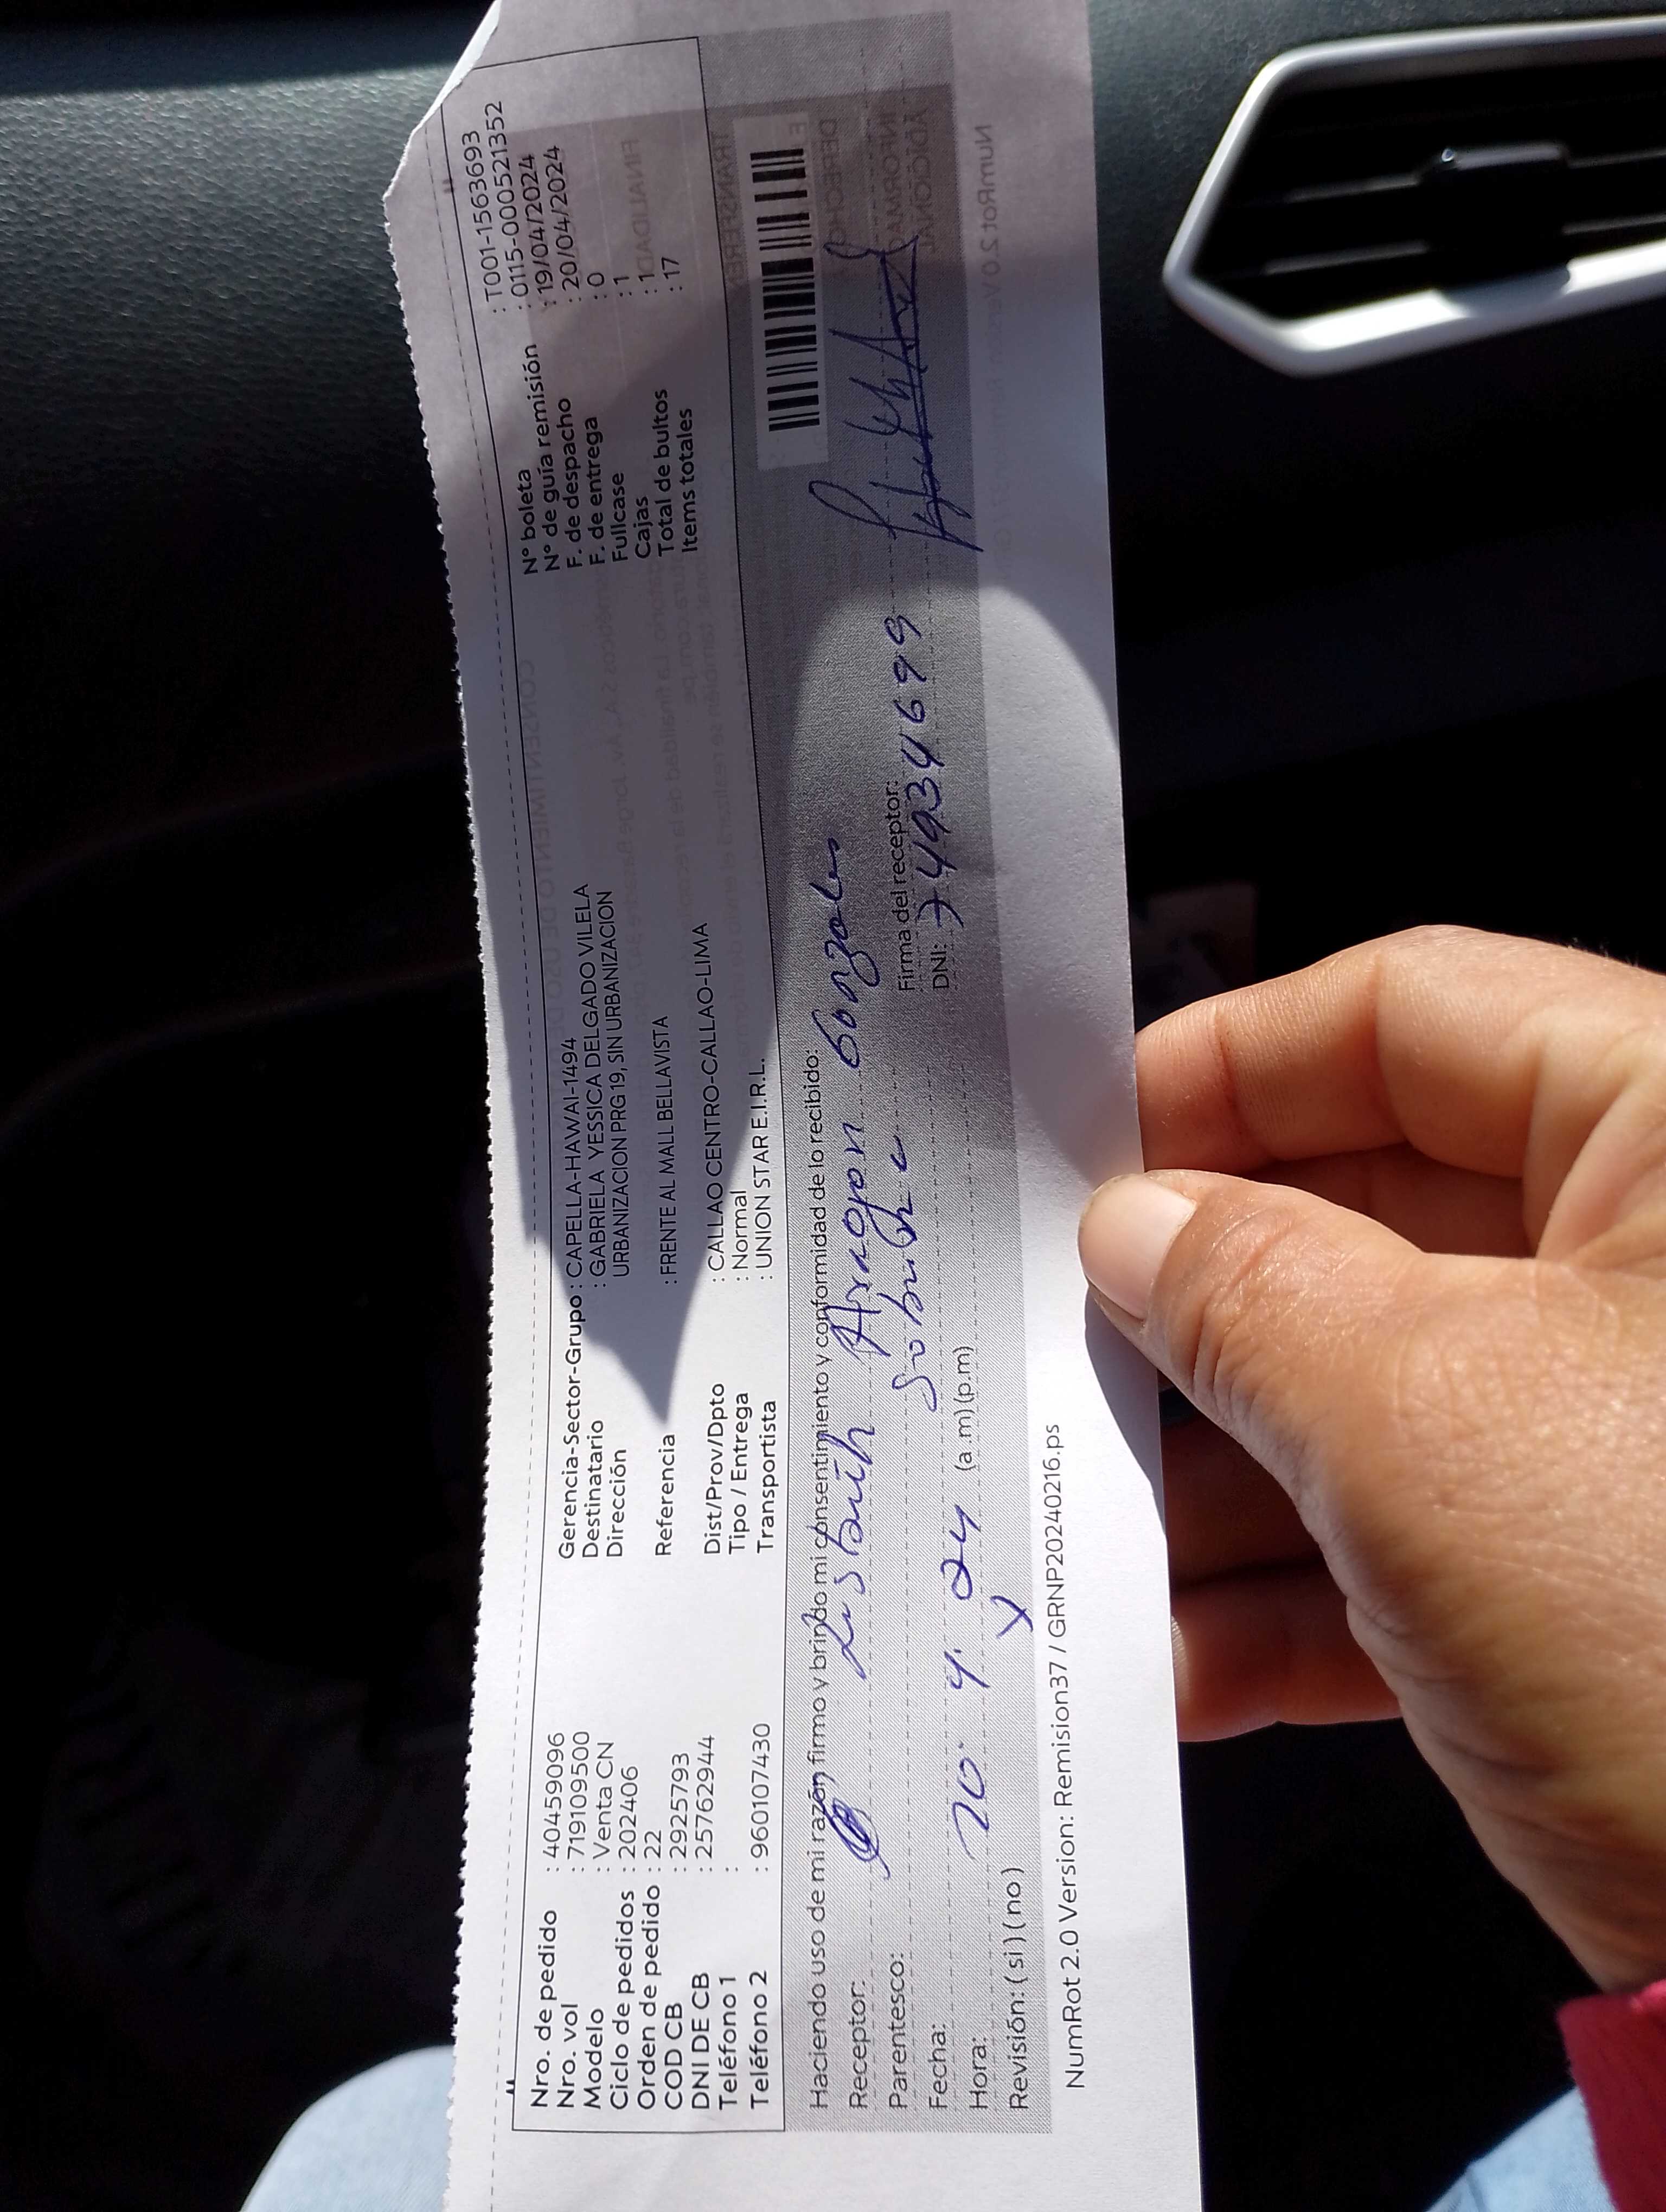 Nro. de pedido : 40459096
Nro. vol : 719109500
Modelo : Venta CN
Ciclo de pedidos : 202406
Orden de pedido : 22
COD CB : 29225793
DNI DE CB : 25762944
Teléfono 1 :
Teléfono 2 : 960107430
Gerencia-Sector-Grupo : CAPELLA-HAWAI-1494
Destinatario : GABRIELA YESSICA DELGADO VILELA
Dirección URBANIZACION PRG 19, SIN URBANIZACION
Referencia : FRENTE AL MALL BELLAVISTA
Dist/Prov/Dpto : CALLAO CENTRO-CALLAO-LIMA
Tipo / Entrega : Normal
Transportista : UNION STAR E.I.R.L.
N° boleta : T001-1563693
N° de guía remisión : 0115-0000521352
F. de despacho : 19/04/2024
F. de entrega : 20/04/2024
Fullcase : 0
Cajas : 1
Total de bultos : 1
Items totales : 17
Haciendo uso de mi razón firmo y brindo mi consentimiento y conformidad de lo recibido:
Receptor: Aragon Gonzales
Parentesco: Sobrina
Firma del receptor:
Fecha: 20. 4. 24
DNI: 74934699
Hora: (a.m) (p.m)
Revisión: ( si ) ( no )
NumRot 2.0 Version: Remision37 / GRNP20240216.ps